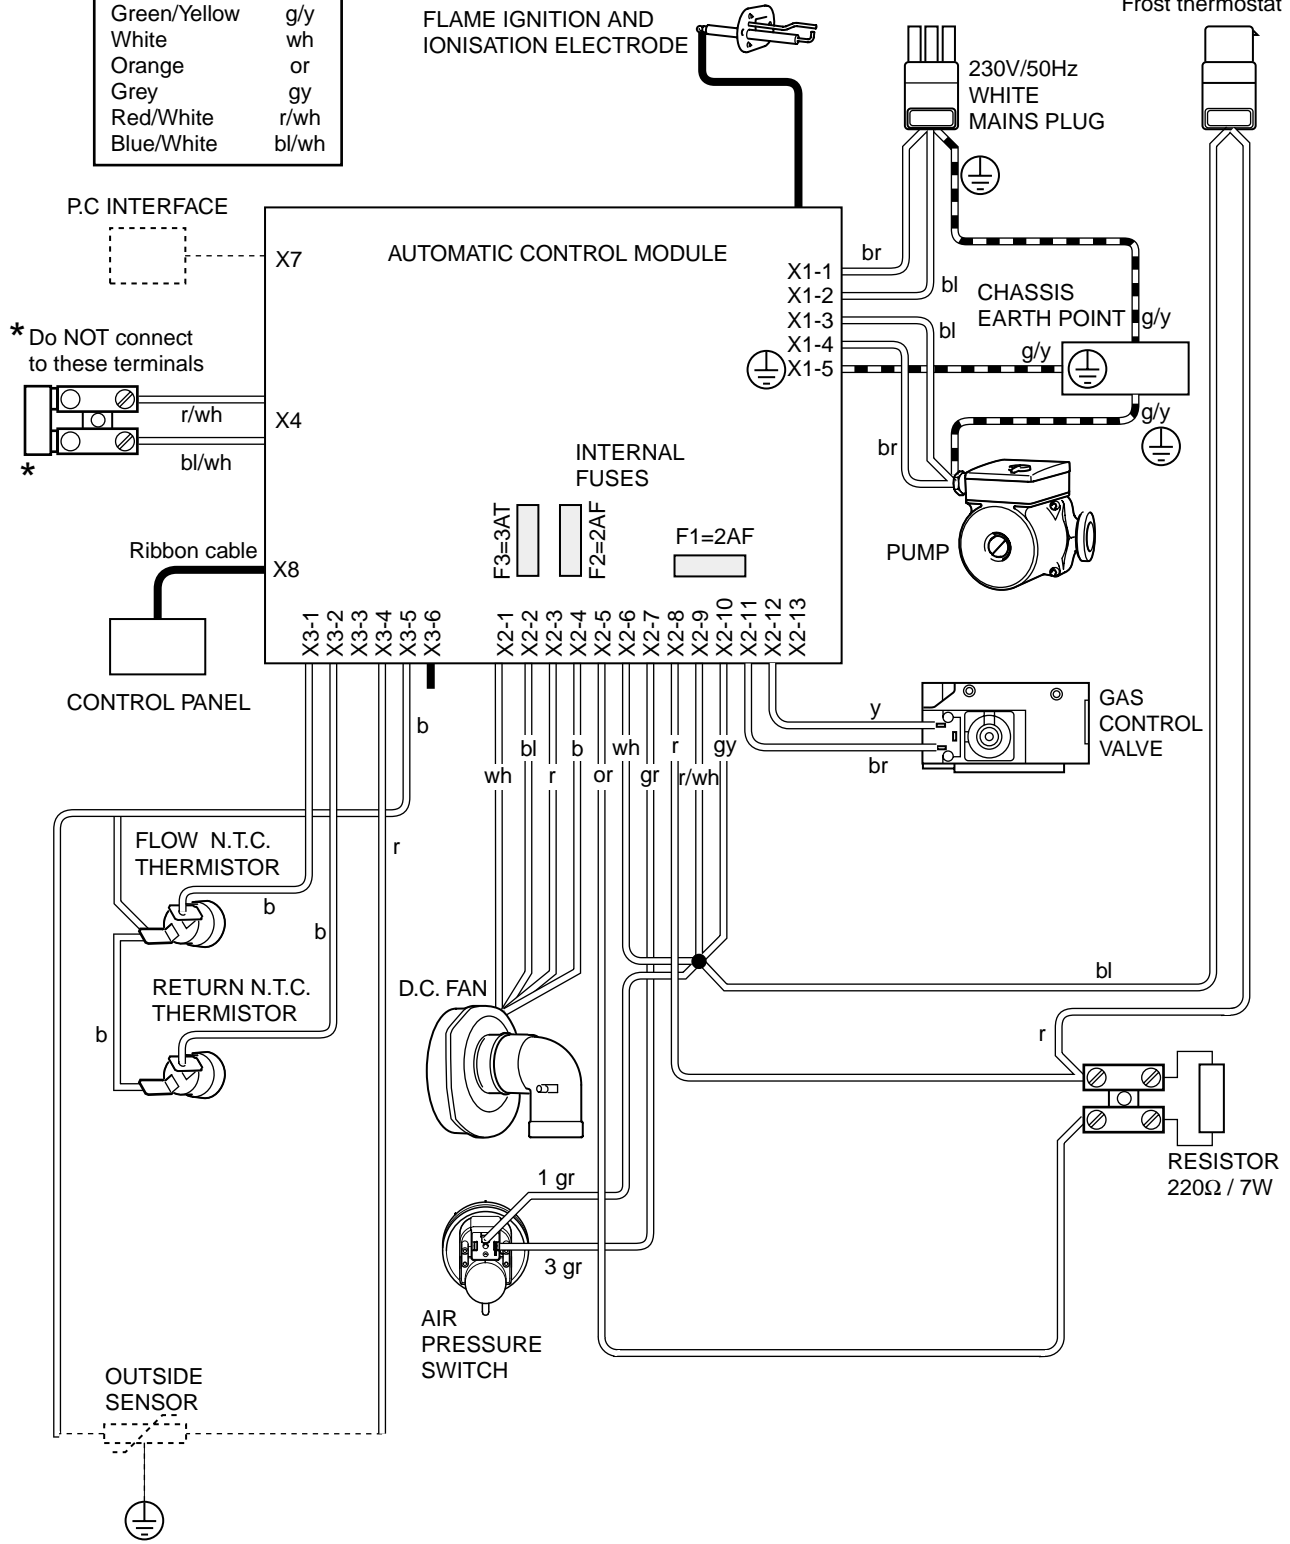 Green/Yellow g/y
White wh
Orange or
Grey gy
Red/White r/wh
Blue/White bl/wh
FLAME IGNITION AND
IONISATION ELECTRODE
230V/50Hz
WHITE
MAINS PLUG
Frost thermostat
P.C INTERFACE
X7
AUTOMATIC CONTROL MODULE
X1-1
X1-2
X1-3
X1-4
X1-5
br
bl
bl
br
CHASSIS
EARTH POINT
g/y
g/y
g/y
* Do NOT connect
to these terminals
r/wh
X4
bl/wh
*
INTERNAL
FUSES
F3=3AT
F2=2AF
F1=2AF
PUMP
Ribbon cable
X8
CONTROL PANEL
X3-1
X3-2
X3-3
X3-4
X3-5
X3-6
X2-1
X2-2
X2-3
X2-4
X2-5
X2-6
X2-7
X2-8
X2-9
X2-10
X2-11
X2-12
X2-13
b
y
br
GAS
CONTROL
VALVE
bl b wh r gy
wh r or gr r/wh
FLOW N.T.C.
THERMISTOR
r
b
b
RETURN N.T.C.
THERMISTOR
b
D.C. FAN
bl
r
RESISTOR
220Ω / 7W
1 gr
3 gr
AIR
PRESSURE
SWITCH
OUTSIDE
SENSOR